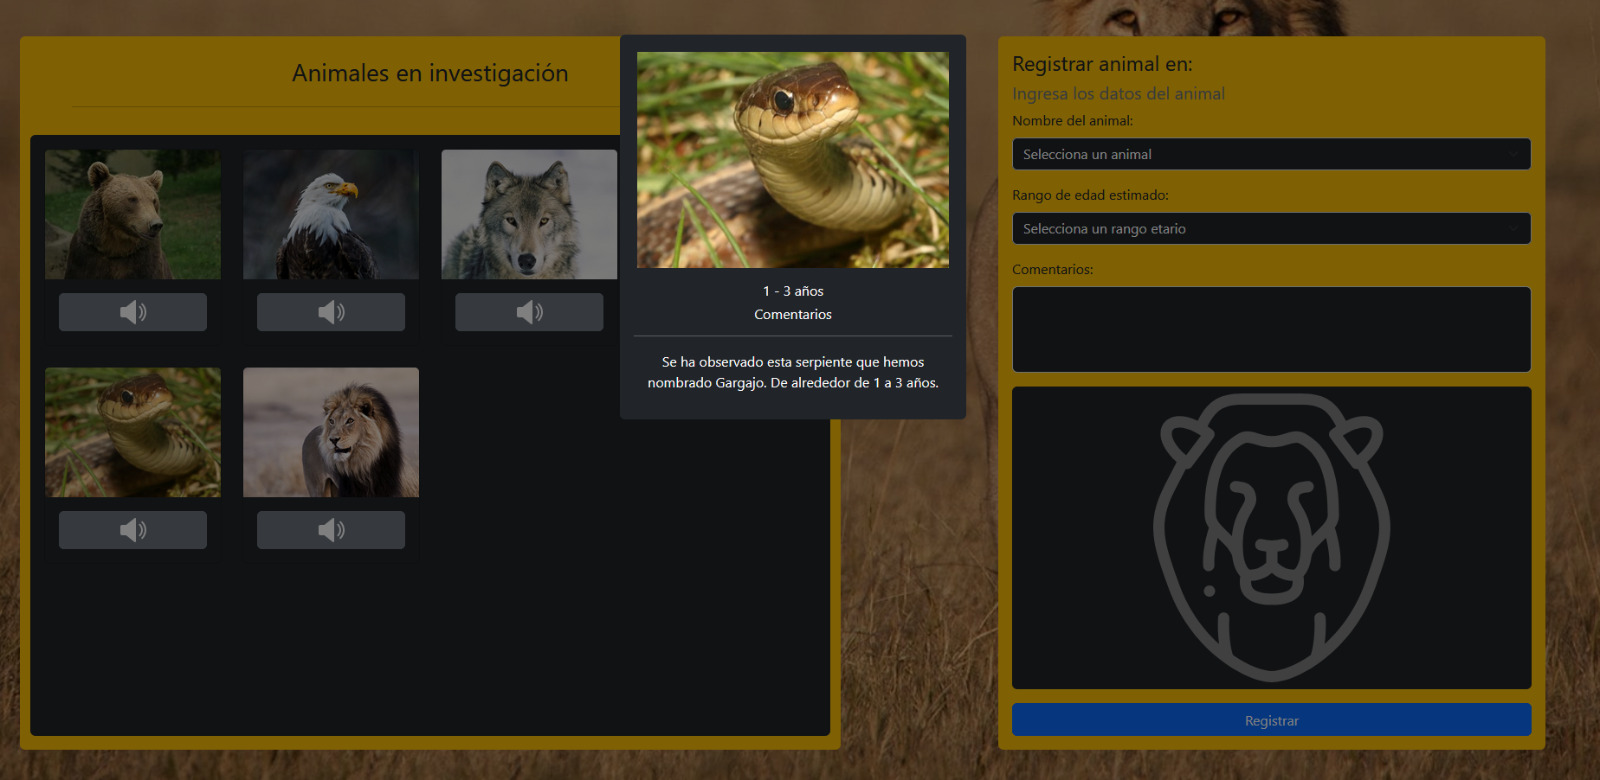 Animales en investigación
1 - 3 años
Comentarios
Se ha observado esta serpiente que hemos
nombrado Gargajo. De alrededor de 1 a 3 años.
Registrar animal en:
Ingresa los datos del animal
Nombre del animal:
Selecciona un animal
Rango de edad estimado:
Selecciona un rango etario
Comentarios:
Registrar